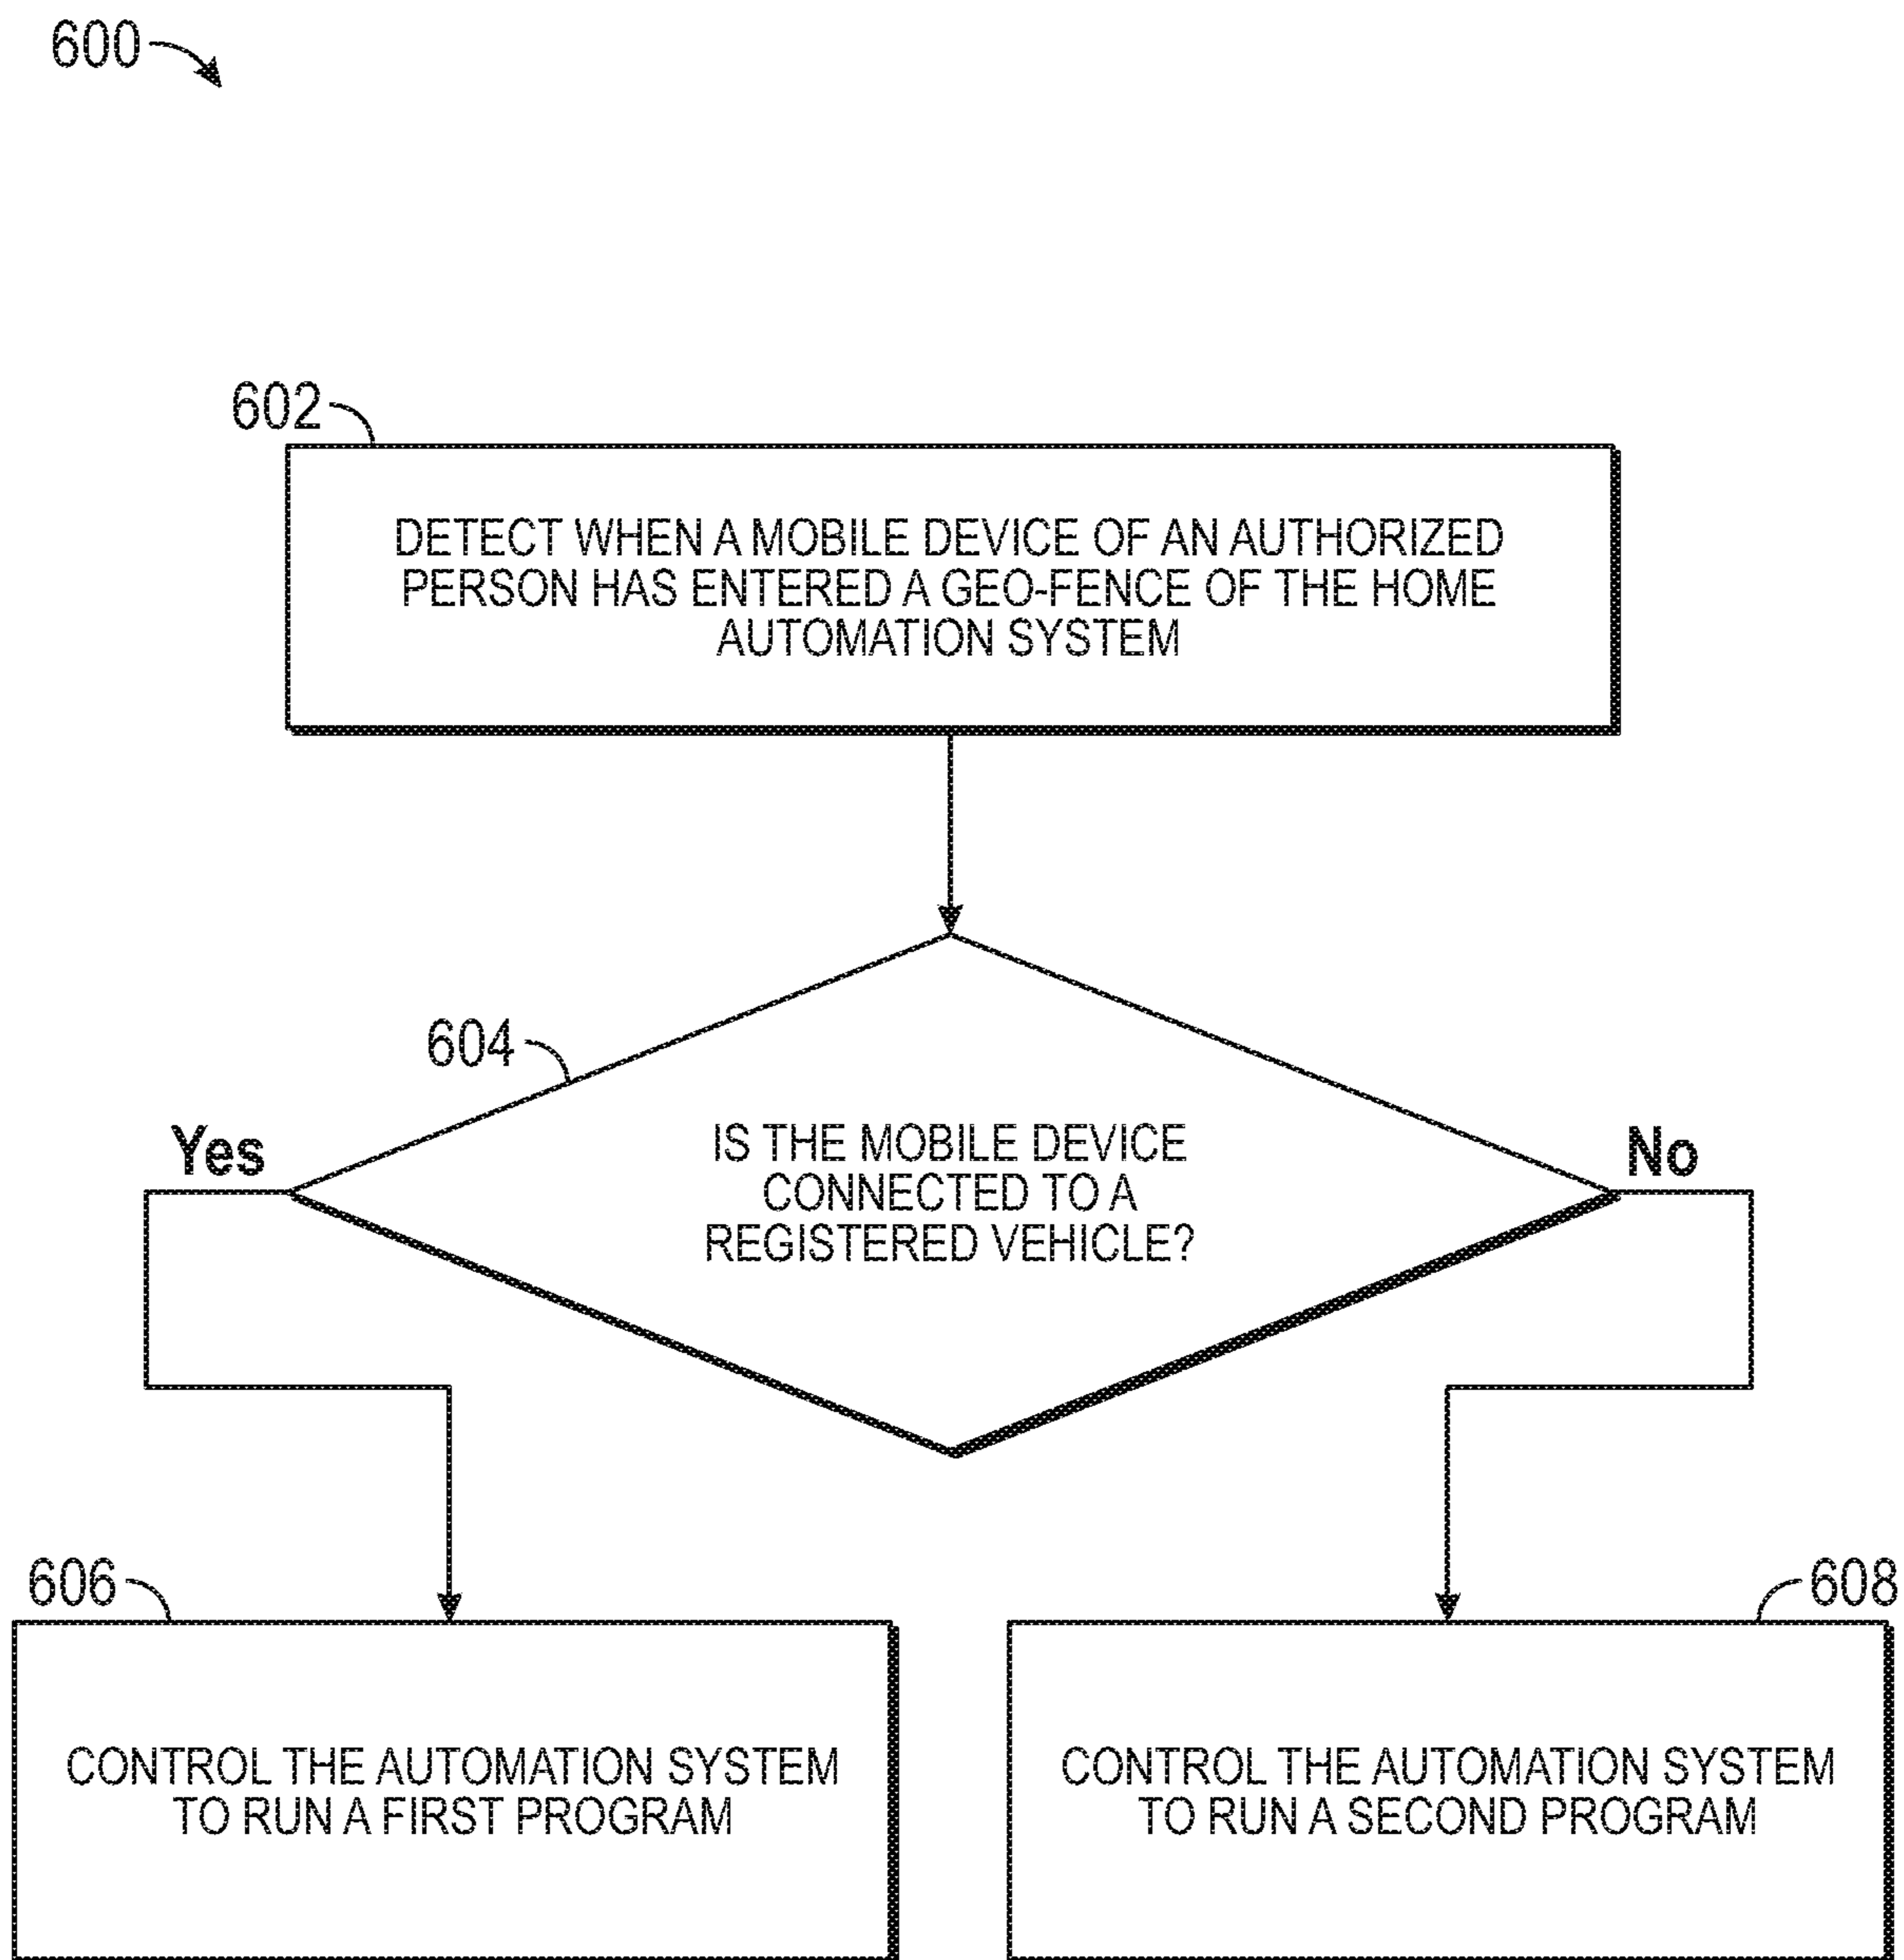 600
602
DETECT WHEN A MOBILE DEVICE OF AN AUTHORIZED
PERSON HAS ENTERED A GEO-FENCE OF THE HOME
AUTOMATION SYSTEM
604
Yes
No
IS THE MOBILE DEVICE
CONNECTED TO A
REGISTERED VEHICLE?
606
CONTROL THE AUTOMATION SYSTEM
TO RUN A FIRST PROGRAM
608
CONTROL THE AUTOMATION SYSTEM
TO RUN A SECOND PROGRAM